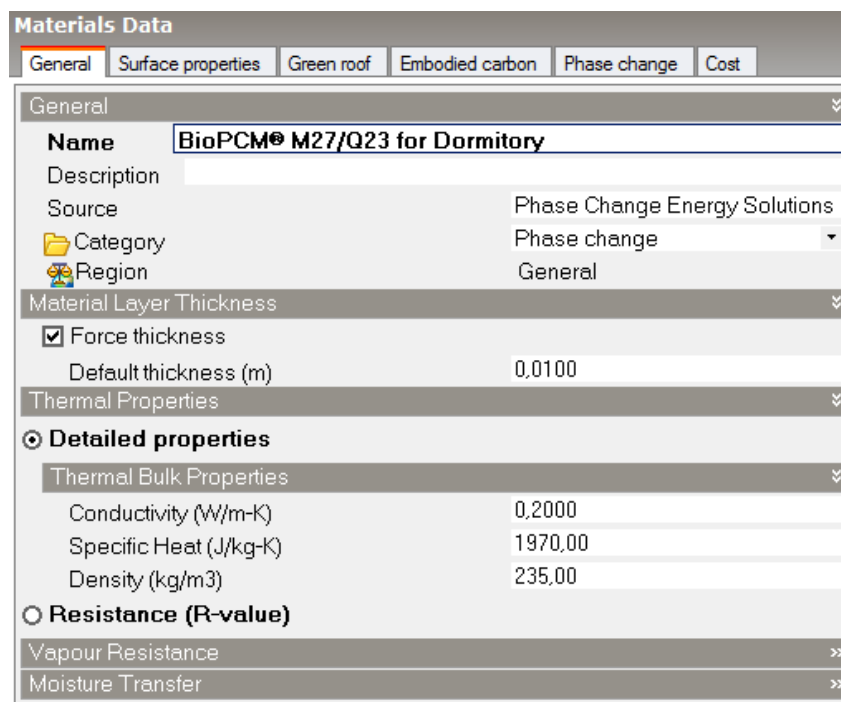 Materials Data
General Surface properties Green roof Embodied carbon Phase change Cost
General
Name BioPCM® M27/Q23 for Dormitory
Description
Source Phase Change Energy Solutions
Category Phase change
Region General
Material Layer Thickness
Force thickness
Default thickness (m) 0,0100
Thermal Properties
Detailed properties
Thermal Bulk Properties
Conductivity (W/m-K) 0,2000
Specific Heat (J/kg-K) 1970,00
Density (kg/m3) 235,00
Resistance (R-value)
Vapour Resistance
Moisture Transfer